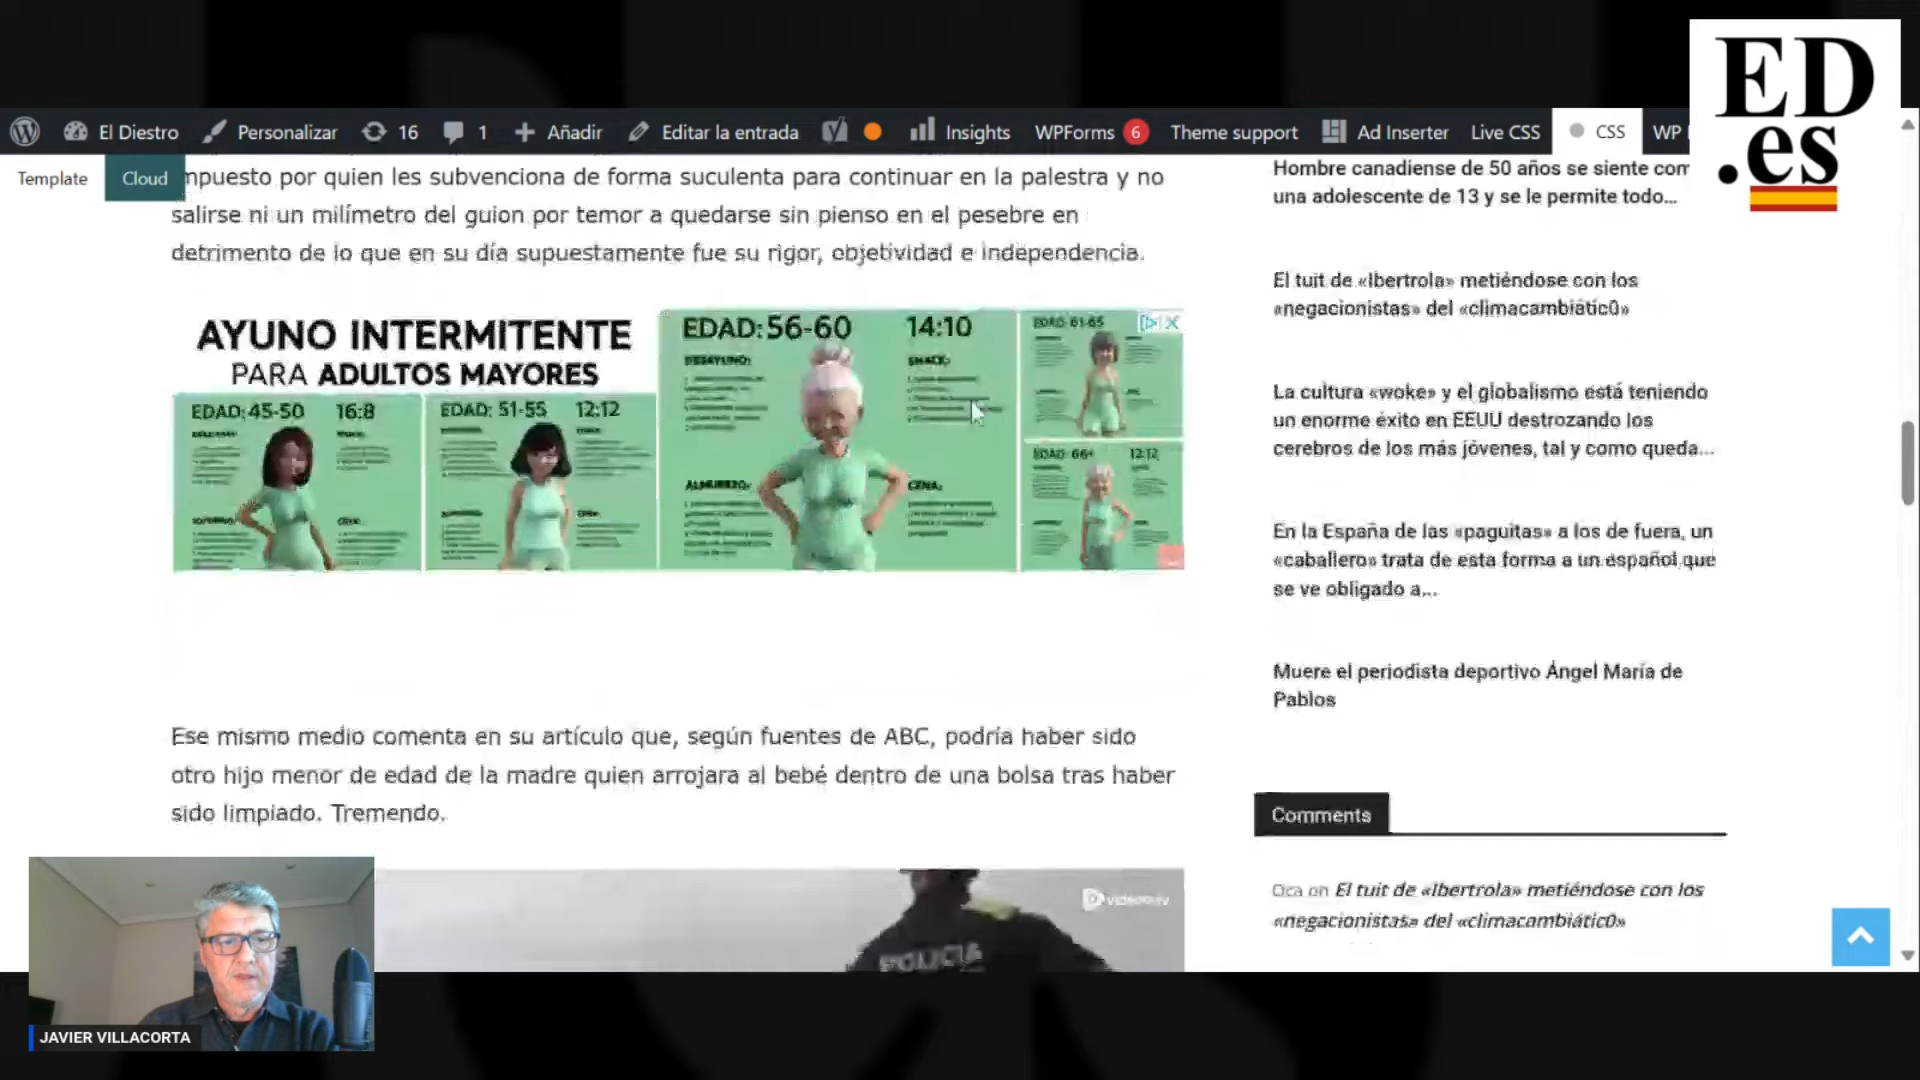 ED
.es
El Diestro
Personalizar
16
1
Añadir
Editar la entrada
Insights
WPForms 6
Theme support
Ad Inserter
Live CSS
CSS
WP
Template
Cloud
mpuesto por quien les subvenciona de forma suculenta para continuar en la palestra y no
salirse ni un milímetro del guion por temor a quedarse sin pienso en el pesebre en
detrimento de lo que en su día supuestamente fue su rigor, objetividad e independencia.
AYUNO INTERMITENTE
PARA ADULTOS MAYORES
EDAD: 45-50 16:8
EDAD: 51-55 12:12
EDAD: 56-60 14:10
DESAYUNO:
SNACK:
ALMUERZO:
CENA:
EDAD: 61-65
EDAD: 66+ 12:12
Ese mismo medio comenta en su artículo que, según fuentes de ABC, podría haber sido
otro hijo menor de edad de la madre quien arrojara al bebé dentro de una bolsa tras haber
sido limpiado. Tremendo.
POLICIA
JAVIER VILLACORTA
Hombre canadiense de 50 años se siente com
una adolescente de 13 y se le permite todo...
El tuit de «Ibertrola» metiéndose con los
«negacionistas» del «climacambiátic0»
La cultura «woke» y el globalismo está teniendo
un enorme éxito en EEUU destrozando los
cerebros de los más jóvenes, tal y como queda...
En la España de las «paguitas» a los de fuera, un
«caballero» trata de esta forma a un español que
se ve obligado a...
Muere el periodista deportivo Ángel María de
Pablos
Comments
Oca on El tuit de «Ibertrola» metiéndose con los
«negacionistas» del «climacambiátic0»